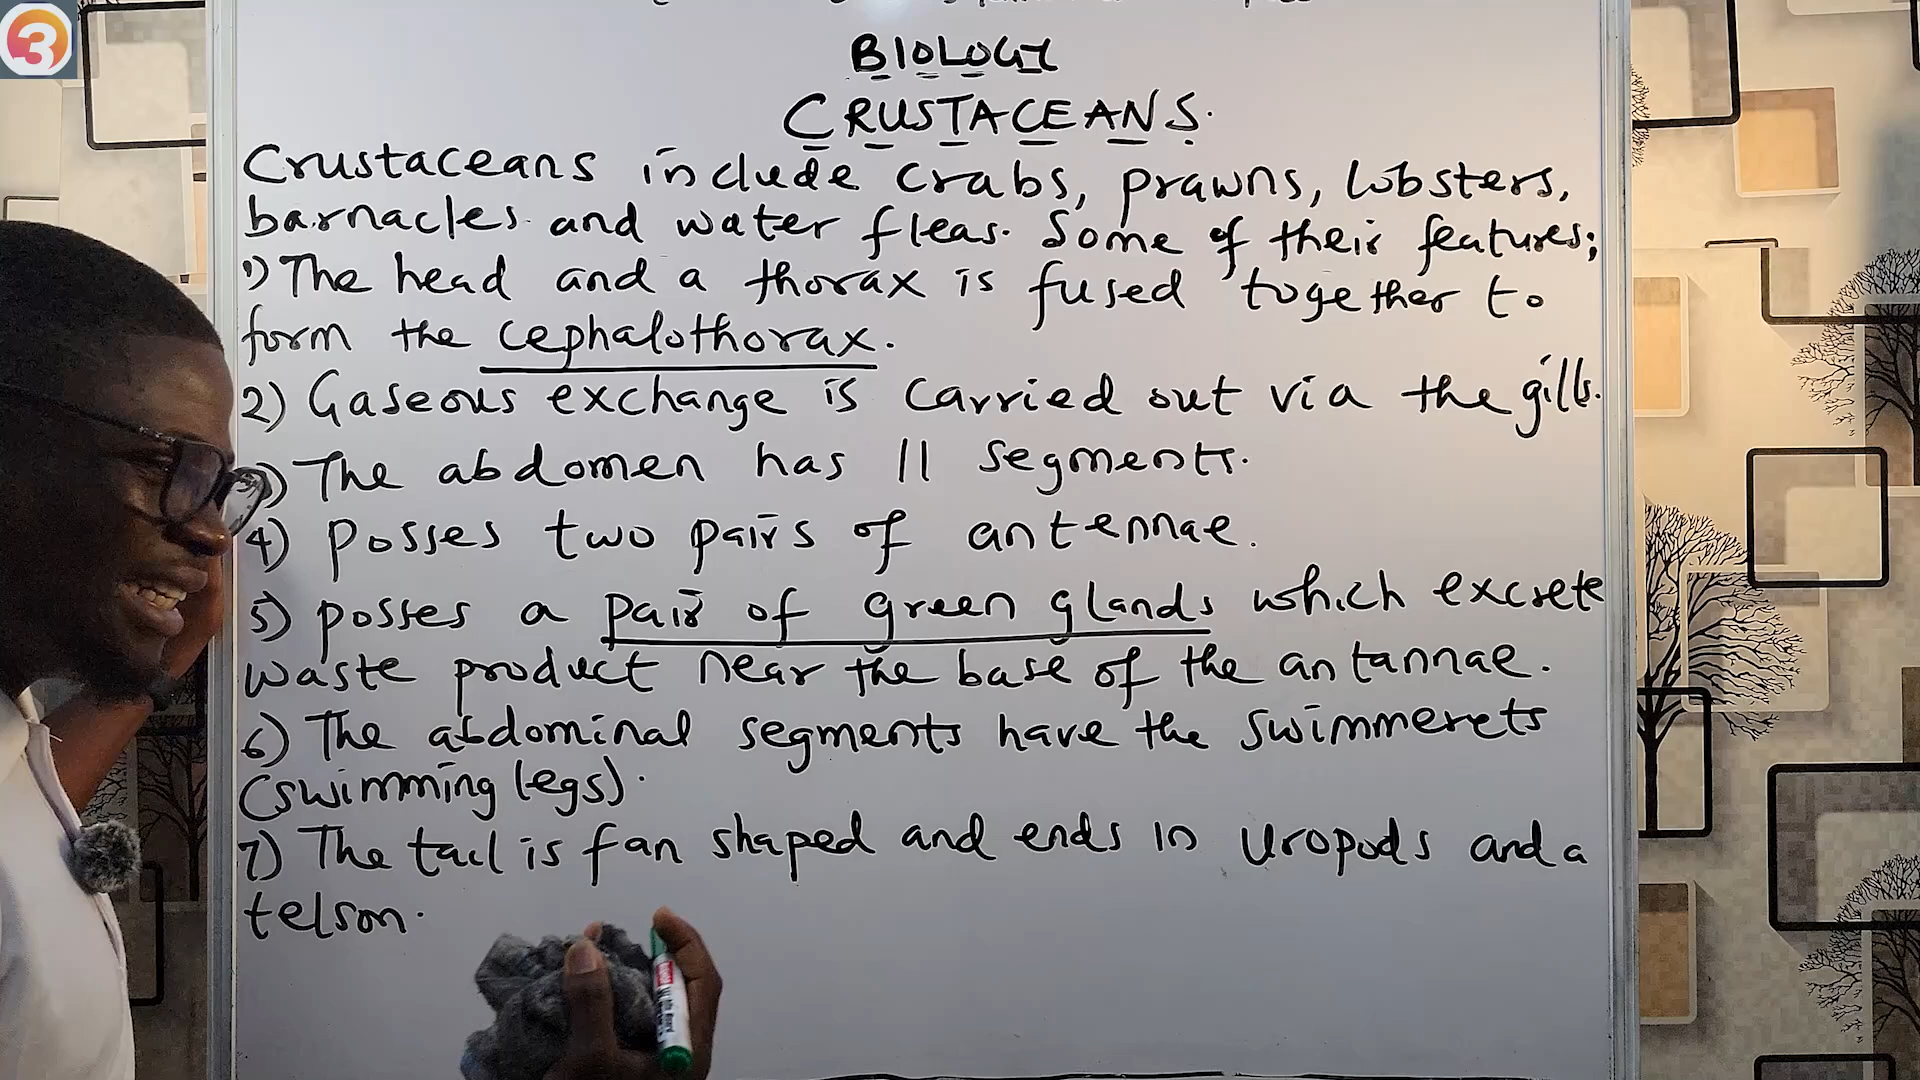 BIOLOGY
CRUSTACEANS.
Crustaceans include crabs, prawns, lobsters,
barnacles and water fleas. Some of their features;
1) The head and a thorax is fused together to
form the cephalothorax.
2) Gaseous exchange is carried out via the gills.
3) The abdomen has 11 segments.
4) Posses two pairs of antennae.
5) posses a pair of green glands which excrete
waste product near the base of the antannae.
6) The abdominal segments have the swimmerets
(swimming legs).
7) The tail is fan shaped and ends in uropods and a
telson.